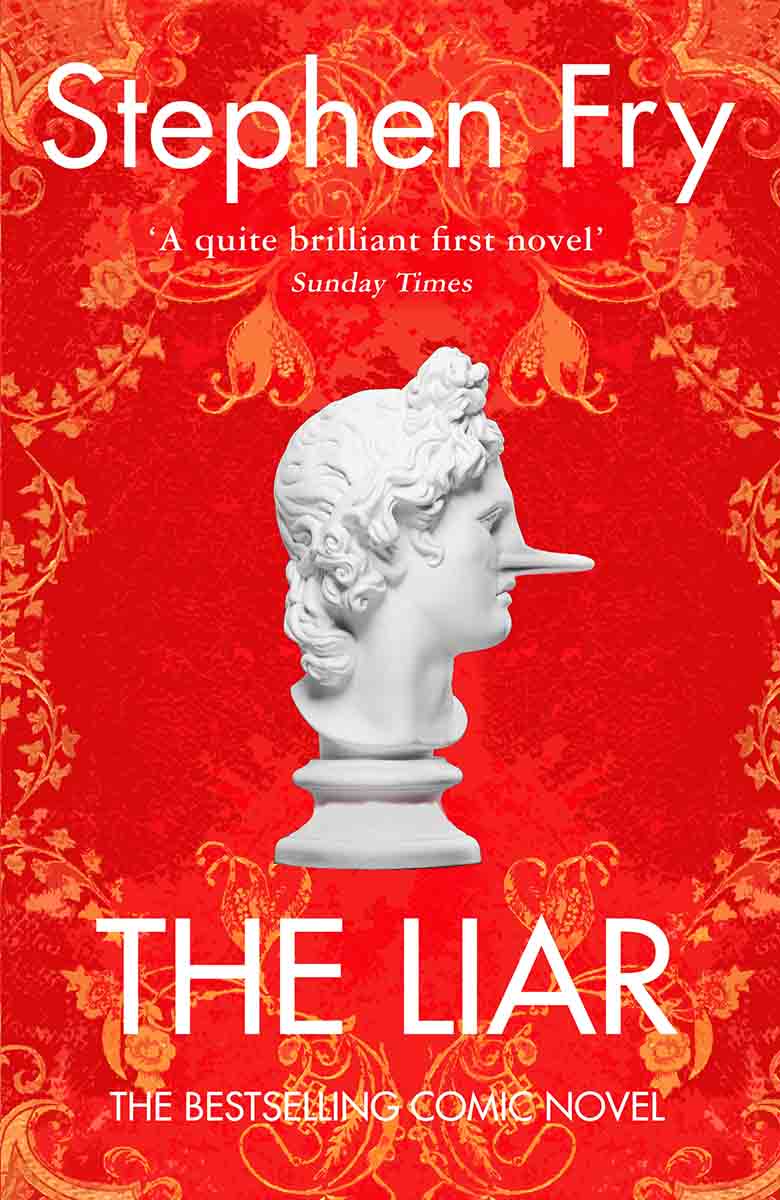 Stephen Fry
‘A quite brilliant first novel’
Sunday Times
THE LIAR
THE BESTSELLING COMIC NOVEL